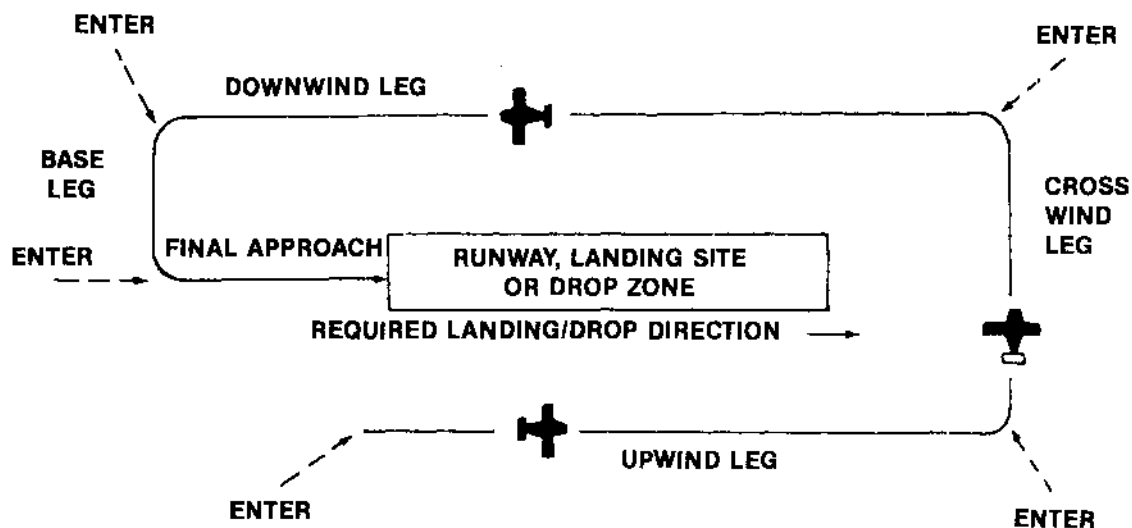 ENTER
ENTER
DOWNWIND LEG
BASE
LEG
CROSS
WIND
LEG
ENTER
FINAL APPROACH
RUNWAY, LANDING SITE
OR DROP ZONE
REQUIRED LANDING/DROP DIRECTION
UPWIND LEG
ENTER
ENTER